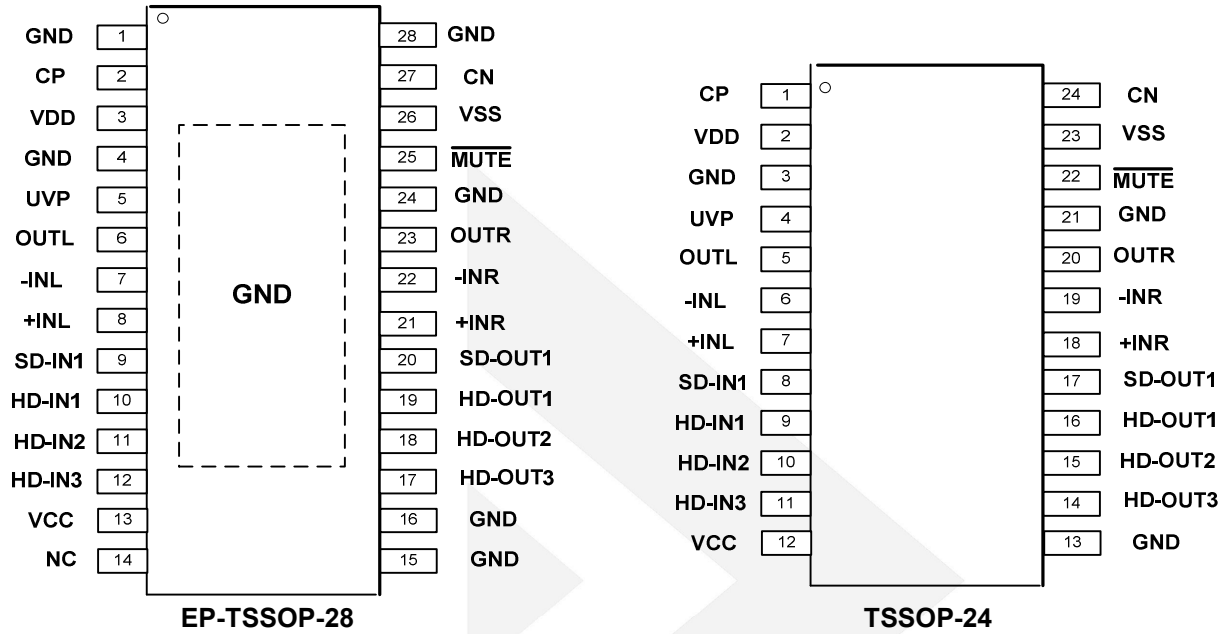 GND 1 28 GND
CP 2 27 CN
VDD 3 26 VSS
GND 4 25 MUTE
UVP 5 24 GND
OUTL 6 23 OUTR
-INL 7 22 -INR
+INL 8 21 +INR
SD-IN1 9 20 SD-OUT1
HD-IN1 10 19 HD-OUT1
HD-IN2 11 18 HD-OUT2
HD-IN3 12 17 HD-OUT3
VCC 13 16 GND
NC 14 15 GND
GND
EP-TSSOP-28
CP 1 24 CN
VDD 2 23 VSS
GND 3 22 MUTE
UVP 4 21 GND
OUTL 5 20 OUTR
-INL 6 19 -INR
+INL 7 18 +INR
SD-IN1 8 17 SD-OUT1
HD-IN1 9 16 HD-OUT1
HD-IN2 10 15 HD-OUT2
HD-IN3 11 14 HD-OUT3
VCC 12 13 GND
TSSOP-24